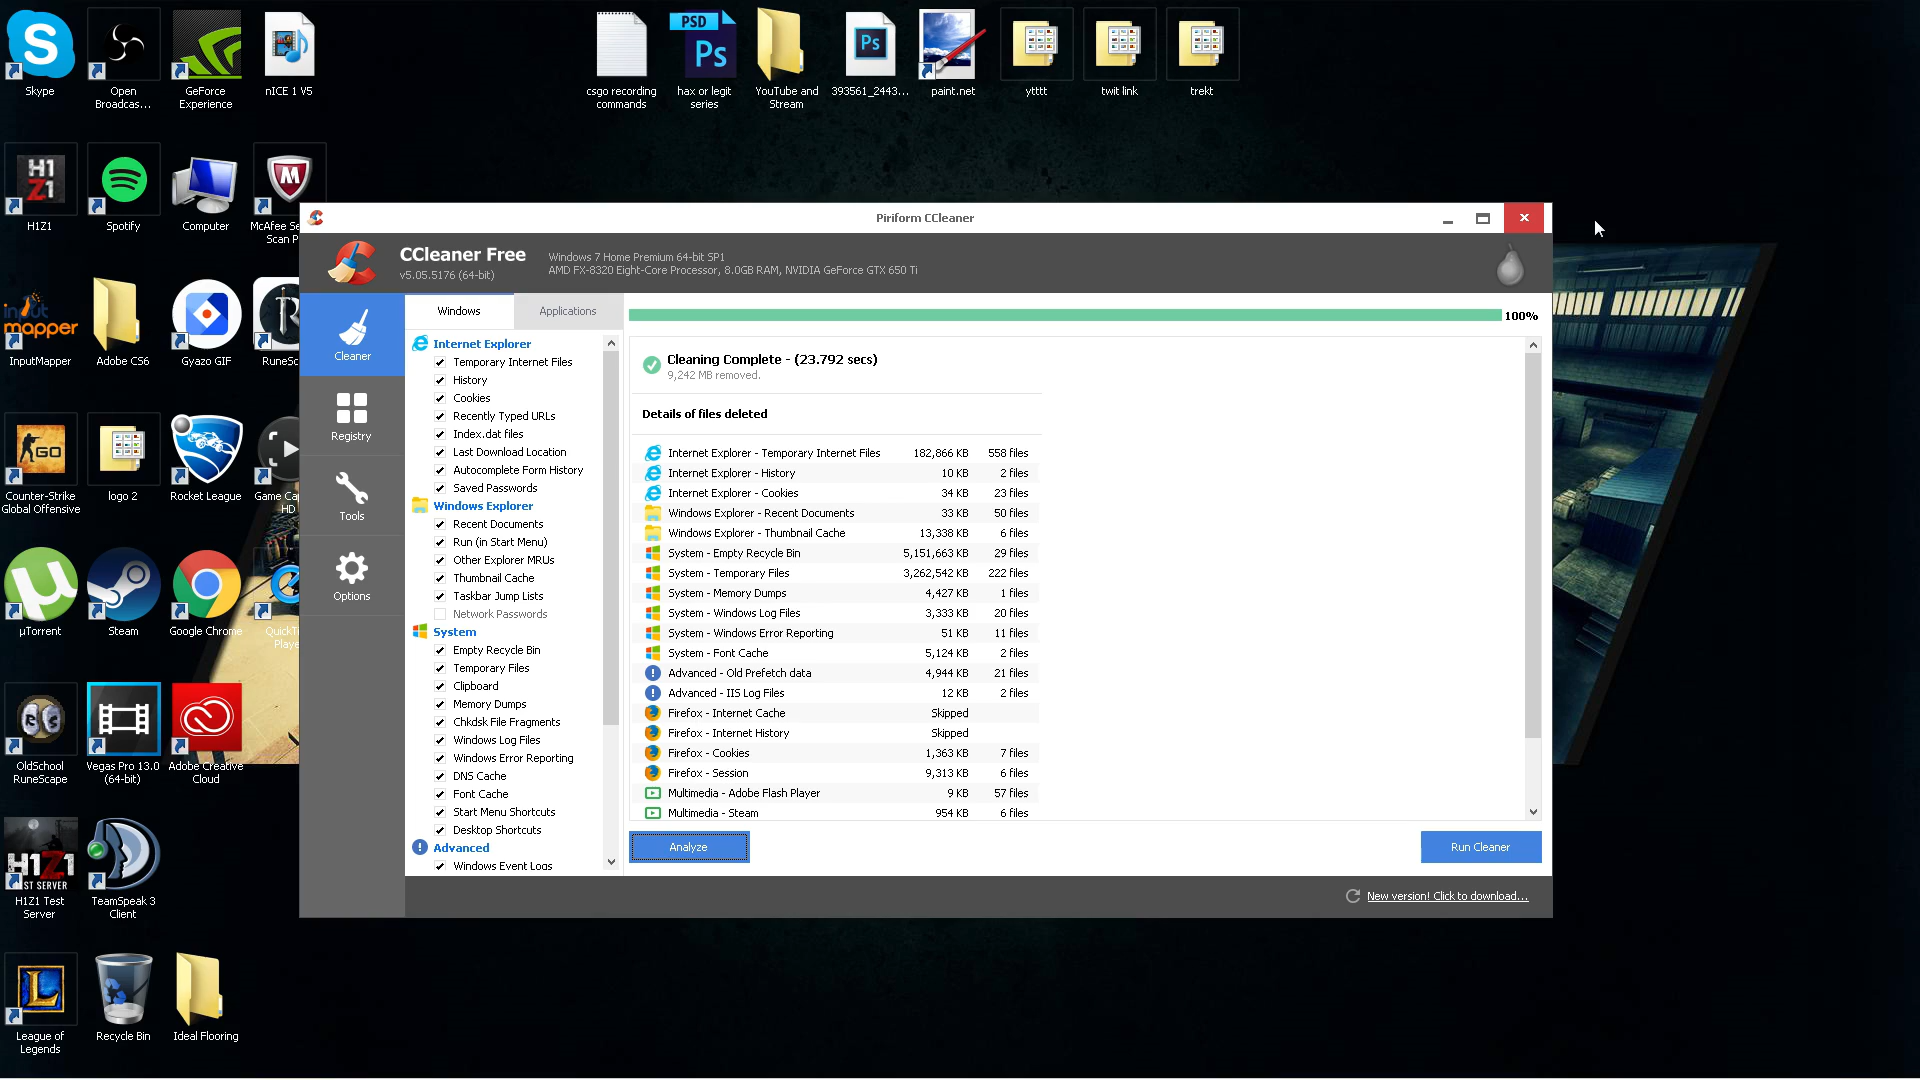 Skype
Open
Broadcas...
GeForce
Experience
nICE 1 V5
csgo recording
commands
PSD
Ps
hax or legit
series
YouTube and
Stream
Ps
393561_2443...
paint.net
ytttt
twit link
trekt
H1
Z1
H1Z1
Spotify
Computer
McAfee Se
Scan P
Piriform CCleaner
CCleaner Free
v5.05.5176 (64-bit)
Windows 7 Home Premium 64-bit SP1
AMD FX-8320 Eight-Core Processor, 8.0GB RAM, NVIDIA GeForce GTX 650 Ti
input
mapper
InputMapper
Adobe CS6
Gyazo GIF
RuneSc
Cleaner
Registry
Tools
Options
Windows
Applications
Internet Explorer
Temporary Internet Files
History
Cookies
Recently Typed URLs
Index.dat files
Last Download Location
Autocomplete Form History
Saved Passwords
Windows Explorer
Recent Documents
Run (in Start Menu)
Other Explorer MRUs
Thumbnail Cache
Taskbar Jump Lists
Network Passwords
System
Empty Recycle Bin
Temporary Files
Clipboard
Memory Dumps
Chkdsk File Fragments
Windows Log Files
Windows Error Reporting
DNS Cache
Font Cache
Start Menu Shortcuts
Desktop Shortcuts
Advanced
Windows Event Logs
100%
Cleaning Complete - (23.792 secs)
9,242 MB removed.
Details of files deleted
Internet Explorer - Temporary Internet Files 182,866 KB 558 files
Internet Explorer - History 10 KB 2 files
Internet Explorer - Cookies 34 KB 23 files
Windows Explorer - Recent Documents 33 KB 50 files
Windows Explorer - Thumbnail Cache 13,338 KB 6 files
System - Empty Recycle Bin 5,151,663 KB 29 files
System - Temporary Files 3,262,542 KB 222 files
System - Memory Dumps 4,427 KB 1 files
System - Windows Log Files 3,333 KB 20 files
System - Windows Error Reporting 51 KB 11 files
System - Font Cache 5,124 KB 2 files
Advanced - Old Prefetch data 4,944 KB 21 files
Advanced - IIS Log Files 12 KB 2 files
Firefox - Internet Cache Skipped
Firefox - Internet History Skipped
Firefox - Cookies 1,363 KB 7 files
Firefox - Session 9,313 KB 6 files
Multimedia - Adobe Flash Player 9 KB 57 files
Multimedia - Steam 954 KB 6 files
Analyze
Run Cleaner
New version! Click to download...
GO
Counter-Strike
Global Offensive
logo 2
Rocket League
Game Ca
HD
µTorrent
Steam
Google Chrome
QuickTi
Playe
RS
OldSchool
RuneScape
Vegas Pro 13.0
(64-bit)
Adobe Creative
Cloud
H1Z1
TEST SERVER
H1Z1 Test
Server
TeamSpeak 3
Client
L
League of
Legends
Recycle Bin
Ideal Flooring